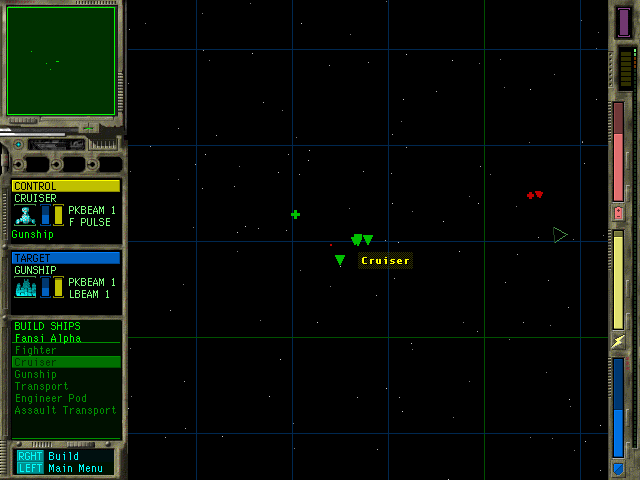 CONTROL
CRUISER
PKBEAM 1
F PULSE
Gunship
TARGET
GUNSHIP
PKBEAM 1
LBEAM 1
BUILD SHIPS
Fansi Alpha
Fighter
Cruiser
Gunship
Transport
Engineer Pod
Assault Transport
RGHT Build
LEFT Main Menu
Cruiser